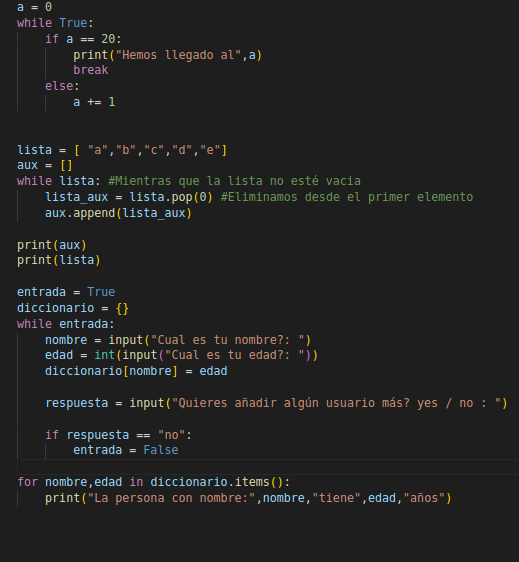 a = 0
while True:
    if a == 20:
        print("Hemos llegado al",a)
        break
    else:
        a += 1
lista = [ "a","b","c","d","e"]
aux = []
while lista: #Mientras que la lista no esté vacia
    lista_aux = lista.pop(0) #Eliminamos desde el primer elemento
    aux.append(lista_aux)
print(aux)
print(lista)
entrada = True
diccionario = {}
while entrada:
    nombre = input("Cual es tu nombre?: ")
    edad = int(input("Cual es tu edad?: "))
    diccionario[nombre] = edad
    respuesta = input("Quieres añadir algún usuario más? yes / no : ")
    if respuesta == "no":
        entrada = False
for nombre,edad in diccionario.items():
    print("La persona con nombre:",nombre,"tiene",edad,"años")